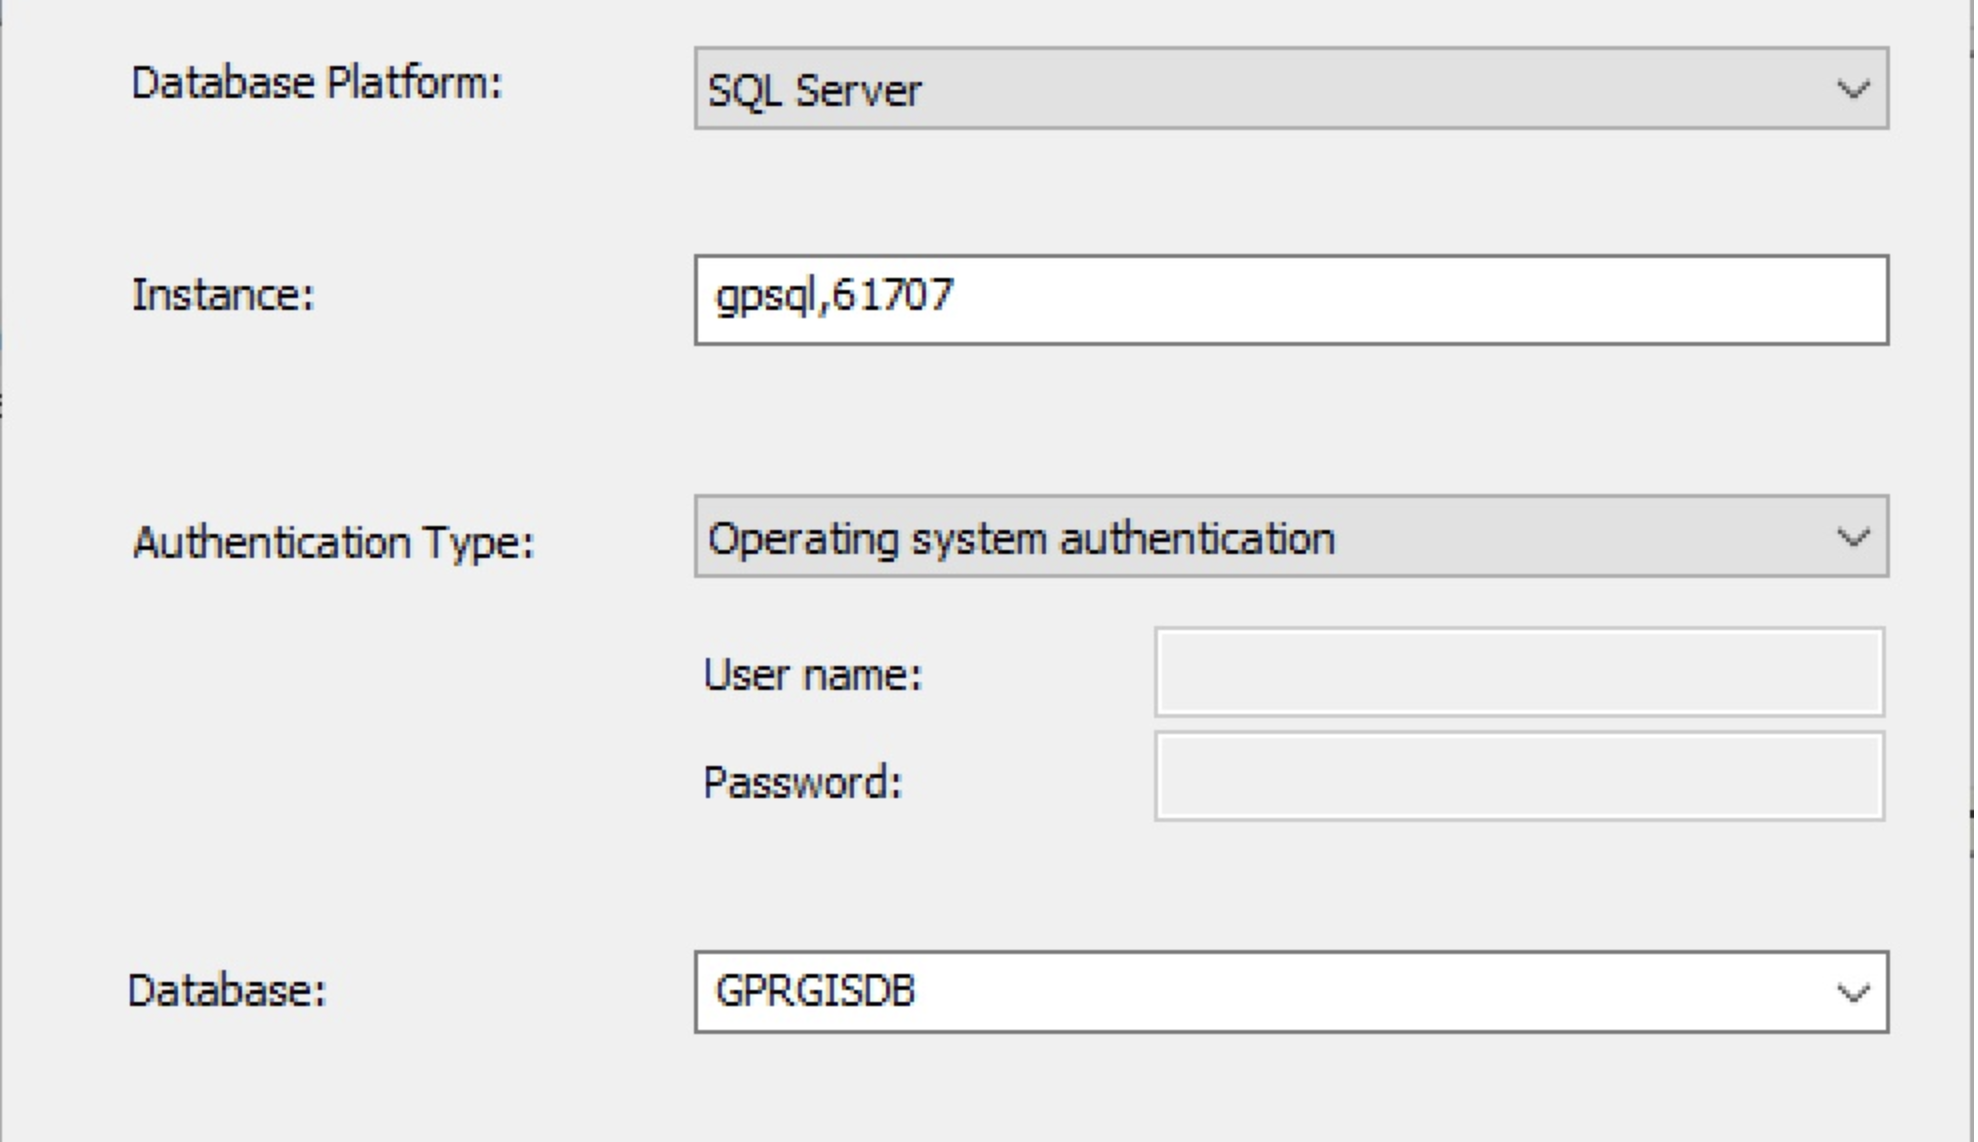 Database Platform: SQL Server
Instance: gpsql,61707
Authentication Type: Operating system authentication
User name:
Password:
Database: GPRGISDB